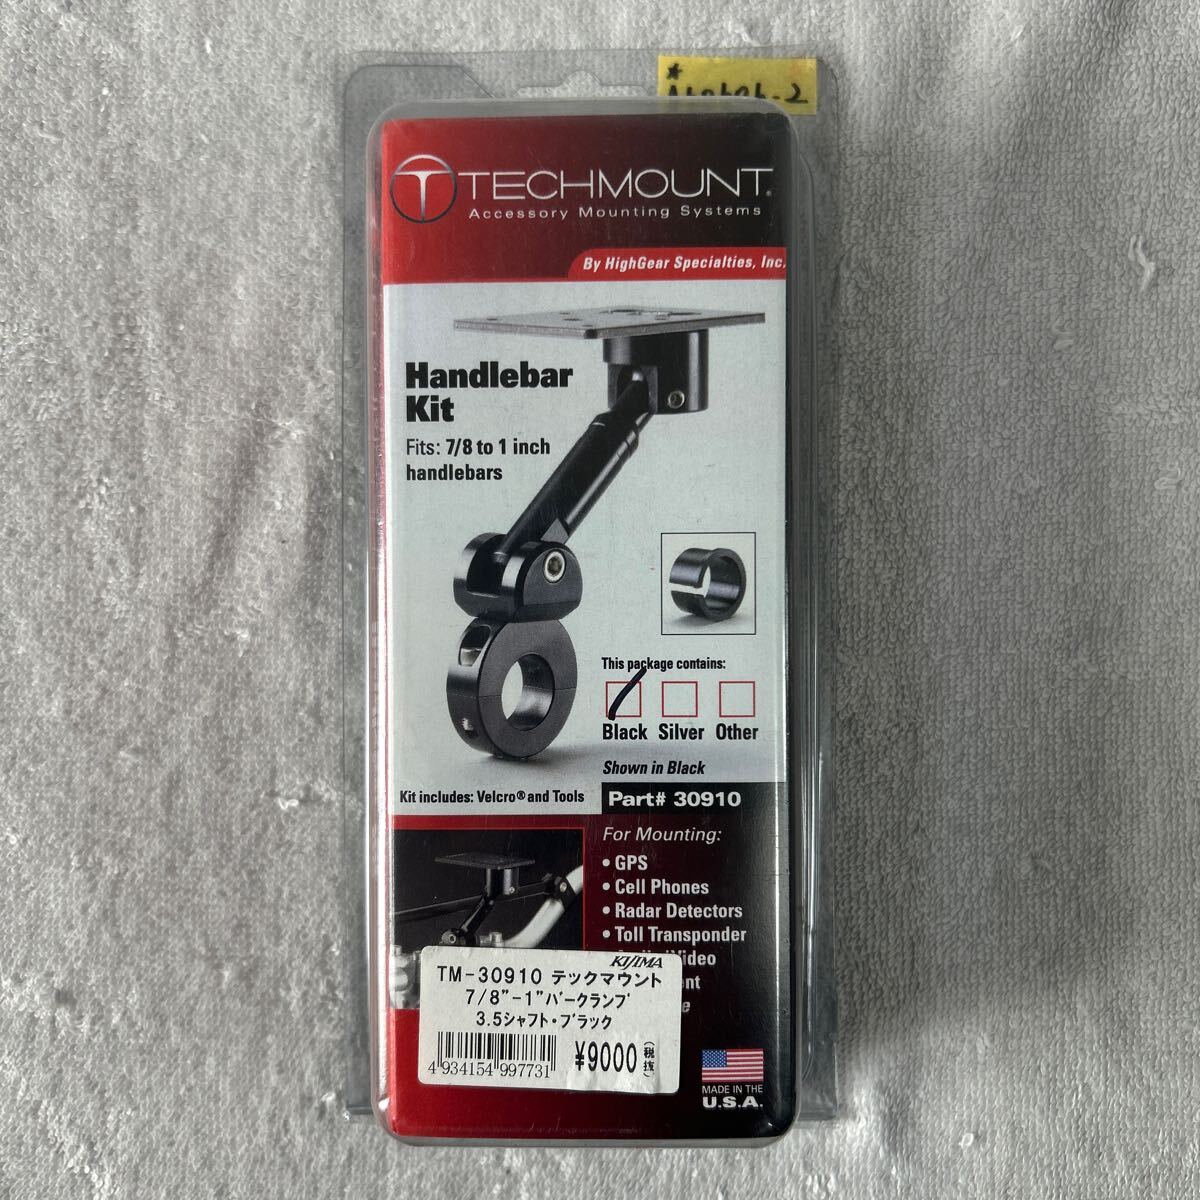 TECHMOUNT®
Accessory Mounting Systems
By HighGear Specialties, Inc.
Handlebar
Kit
Fits: 7/8 to 1 inch
handlebars
This package contains:
Black Silver Other
Shown in Black
Kit includes: Velcro® and Tools
Part# 30910
For Mounting:
• GPS
• Cell Phones
• Radar Detectors
• Toll Transponder
KIJIMA
TM-30910 テックマウント
7/8”-1”バークランプ
3.5シャフト・ブラック
4 934154 997731
¥9000(税抜)
MADE IN THE
U.S.A.